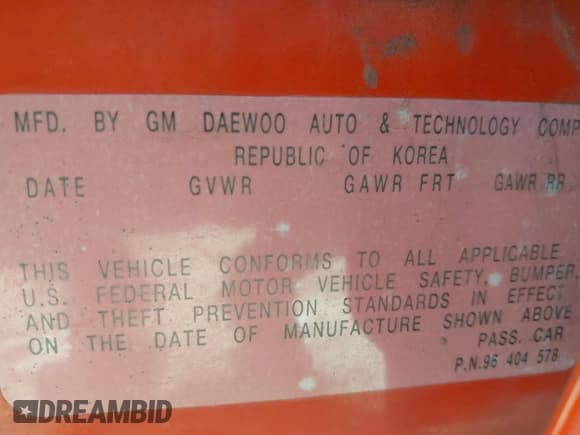 MFD. BY GM DAEWOO AUTO & TECHNOLOGY COMP
REPUBLIC OF KOREA
DATE GVWR GAWR FRT GAWR RR
THIS VEHICLE CONFORMS TO ALL APPLICABLE
U.S. FEDERAL MOTOR VEHICLE SAFETY, BUMPER,
AND THEFT PREVENTION STANDARDS IN EFFECT
ON THE DATE OF MANUFACTURE SHOWN ABOVE
PASS. CAR
P.N.96 404 578
DREAMBID